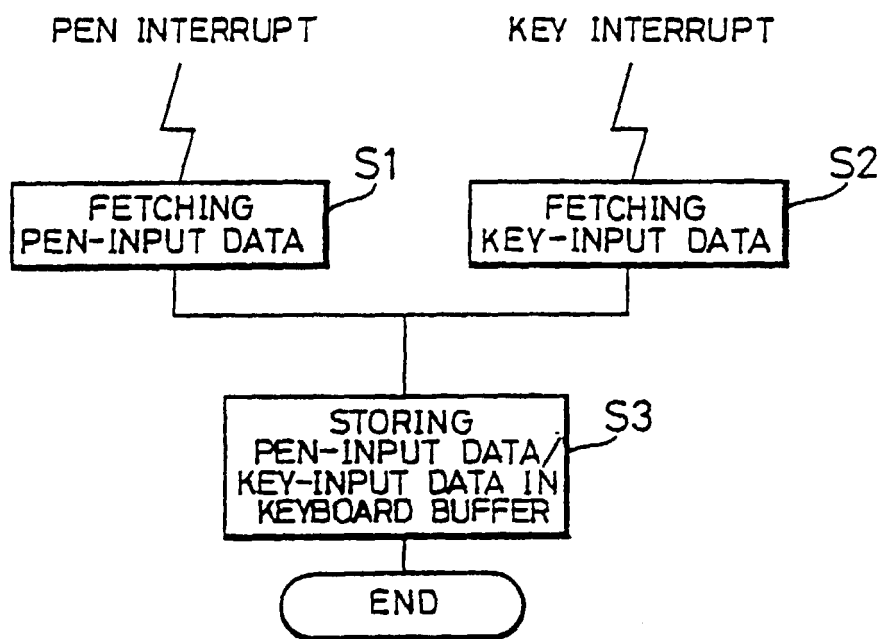 PEN INTERRUPT
KEY INTERRUPT
S1
FETCHING
PEN-INPUT DATA
S2
FETCHING
KEY-INPUT DATA
S3
STORING
PEN-INPUT DATA/
KEY-INPUT DATA IN
KEYBOARD BUFFER
END